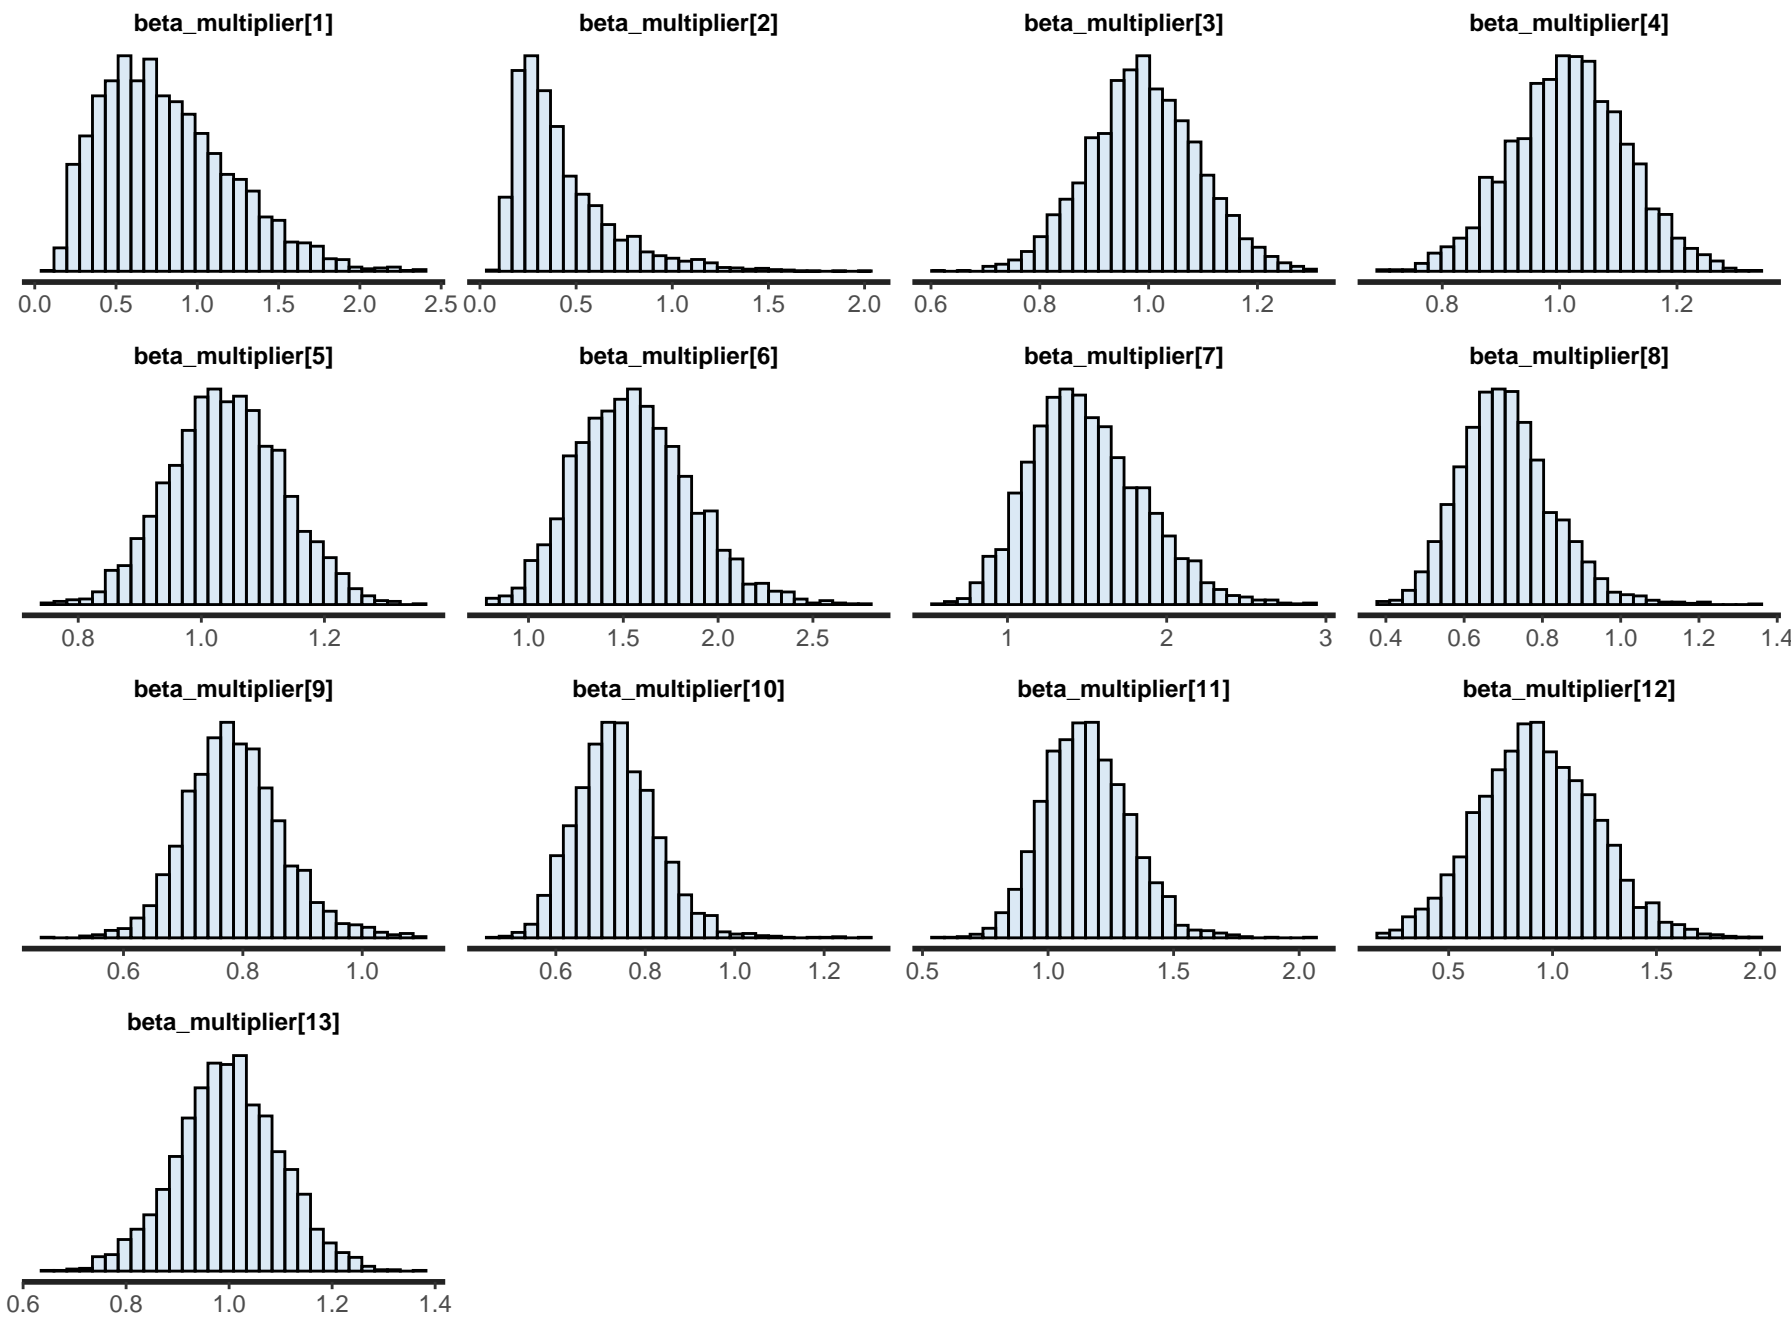 beta_multiplier[1] beta_multiplier[2] beta_multiplier[3] beta_multiplier[4]
0.0 0.5 1.0 1.5 2.0 2.5 0.0 0.5 1.0 1.5 2.0 0.6 0.8 1.0 1.2 0.8 1.0 1.2
beta_multiplier[5] beta_multiplier[6] beta_multiplier[7] beta_multiplier[8]
0.8 1.0 1.2 1.0 1.5 2.0 2.5 1 2 3 0.4 0.6 0.8 1.0 1.2 1.4
beta_multiplier[9] beta_multiplier[10] beta_multiplier[11] beta_multiplier[12]
0.6 0.8 1.0 0.6 0.8 1.0 1.2 0.5 1.0 1.5 2.0 0.5 1.0 1.5 2.0
beta_multiplier[13]
0.6 0.8 1.0 1.2 1.4